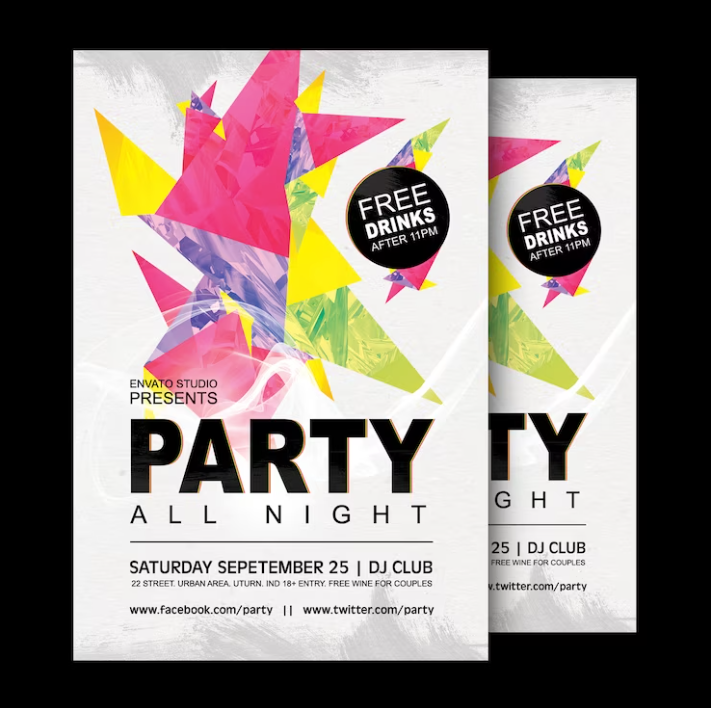 FREE
DRINKS
AFTER 11PM
ENVATO STUDIO
PRESENTS
PARTY
ALL NIGHT
SATURDAY SEPETEMBER 25 | DJ CLUB
22 STREET. URBAN AREA. UTURN. IND 18+ ENTRY. FREE WINE FOR COUPLES
www.facebook.com/party || www.twitter.com/party
FREE
DRINKS
AFTER 11PM
TY
GHT
25 | DJ CLUB
FREE WINE FOR COUPLES
w.twitter.com/party